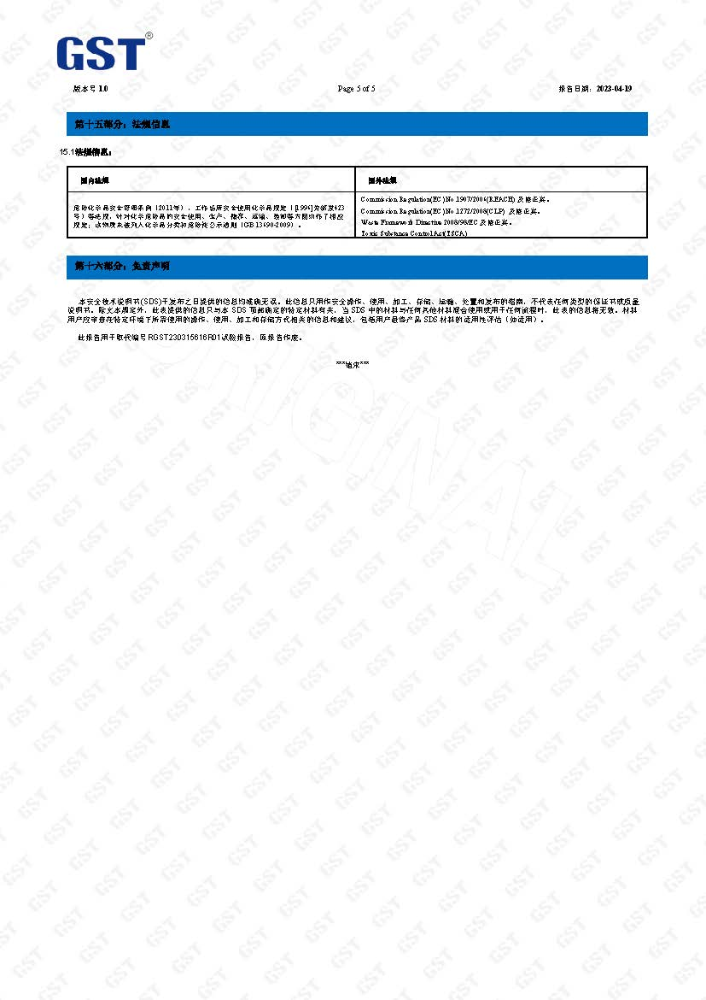 GST®
版本号 1.0
Page 5 of 5
报告日期：2023-04-19
第十五部分：法规信息
15.1法规信息：
国内法规
国外法规
危险化学品安全管理条例（2011年），工作场所安全使用化学品规定（[1996]劳部发423
号）等法规，针对化学危险品的安全使用、生产、储存、运输、装卸等方面均作了相应
规定；该物质未被列入化学品分类和危险性公示通则（GB 13690-2009）。
Commission Regulation(EC)No 1907/2006(REACH) 及修正案。
Commission Regulation(EC)No 1272/2008(CLP) 及修正案。
Waste Framework Directive 2008/98/EC 及修正案。
Toxic Substance Control Act(TSCA)
第十六部分：免责声明
本安全技术说明书(SDS)于发布之日提供的信息均准确无误。此信息只用作安全操作、使用、加工、存储、运输、处置和发布的指南，不代表任何类型的保证书或质量
说明书。除文本规定外，此表提供的信息只与本 SDS 顶部确定的特定材料有关，当 SDS 中的材料与任何其他材料混合使用或用于任何流程时，此表的信息将无效。材料
用户应审查在特定环境下所需使用的操作、使用、加工和存储方式相关的信息和建议，包括用户最终产品 SDS 材料的适用性评估（如适用）。
此报告用于取代编号RGST230315616R01试验报告，原报告作废。
***结束***
ORIGINAL